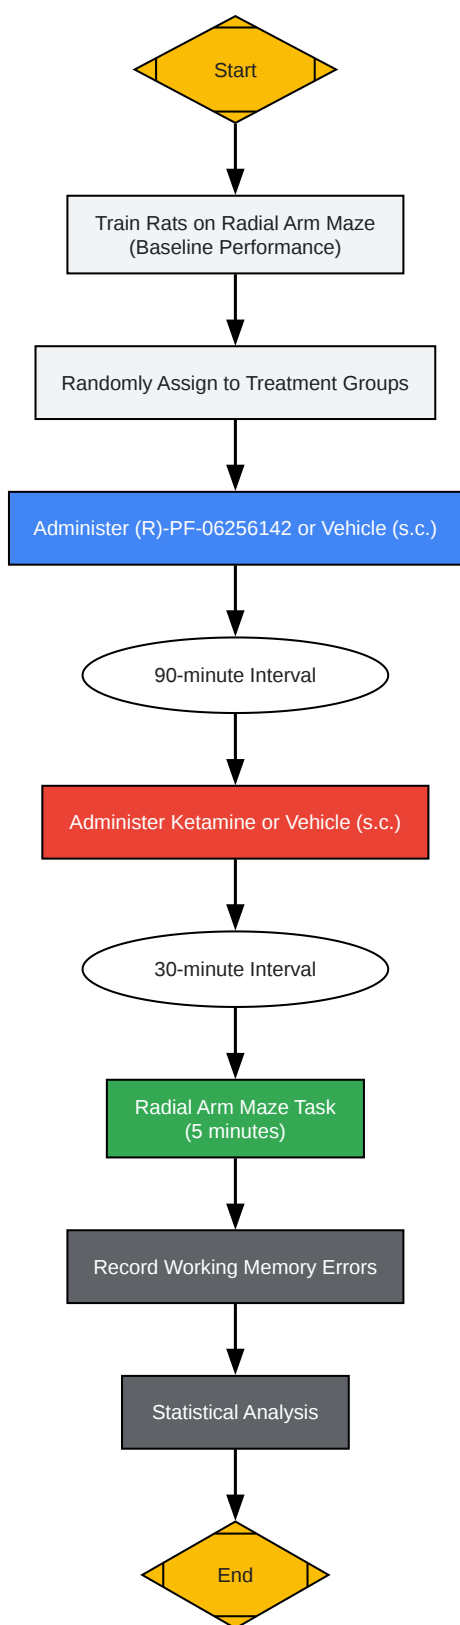 Start
Train Rats on Radial Arm Maze
(Baseline Performance)
Randomly Assign to Treatment Groups
Administer (R)-PF-06256142 or Vehicle (s.c.)
90-minute Interval
Administer Ketamine or Vehicle (s.c.)
30-minute Interval
Radial Arm Maze Task
(5 minutes)
Record Working Memory Errors
Statistical Analysis
End